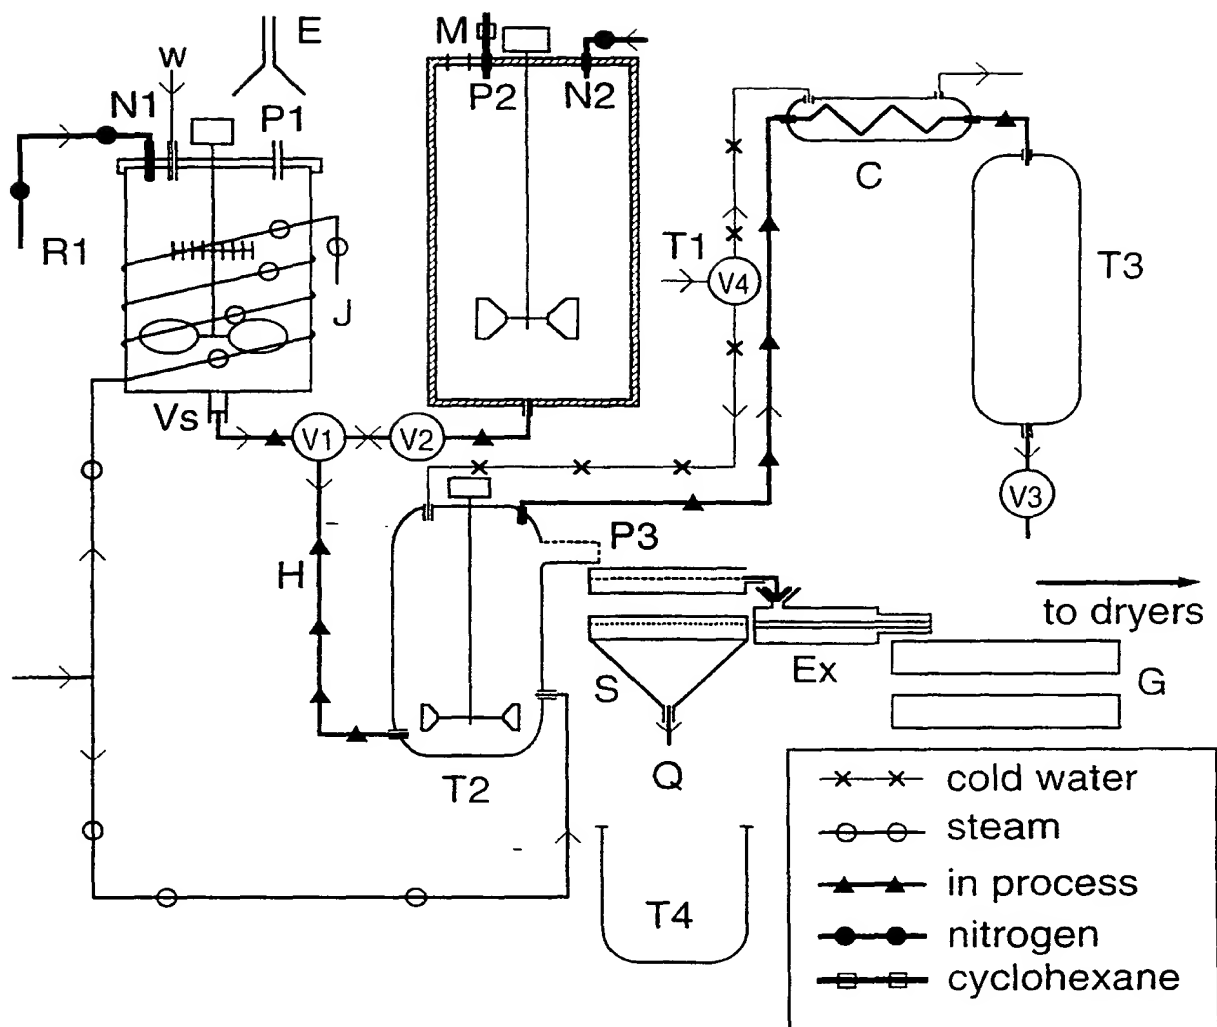 E
M
w
N1
P1
P2
N2
C
R1
T1
V4
T3
J
Vs
V1
V2
V3
P3
H
to dryers
Ex
S
G
T2
Q
T4
cold water
steam
in process
nitrogen
cyclohexane